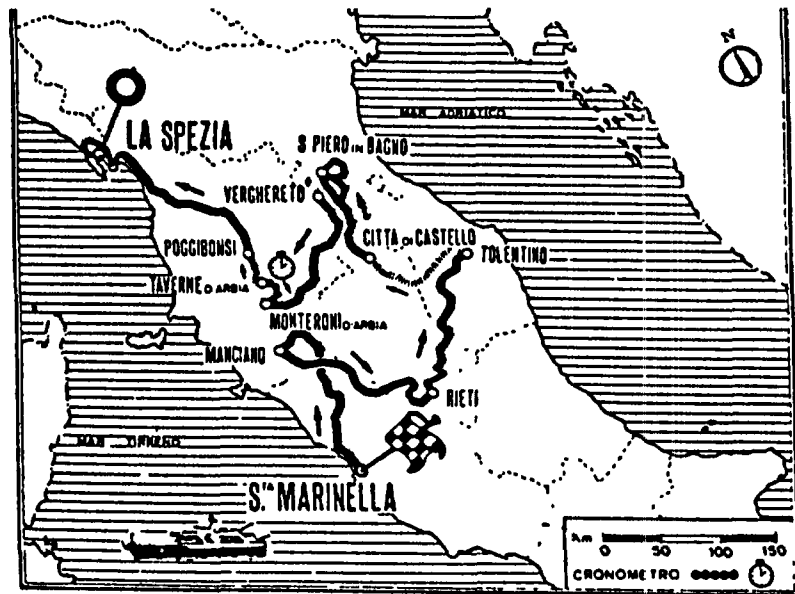 N
MAR ADRIATICO
LA SPEZIA
S. PIERO IN BAGNO
VERGHERETO
CITTÀ DI CASTELLO
TOLENTINO
POGGIBONSI
TAVERNE D'ARBIA
MONTERONI D'ARBIA
MANCIANO
RIETI
MAR TIRRENO
S.TA MARINELLA
Km 0 50 100 150
CRONOMETRO